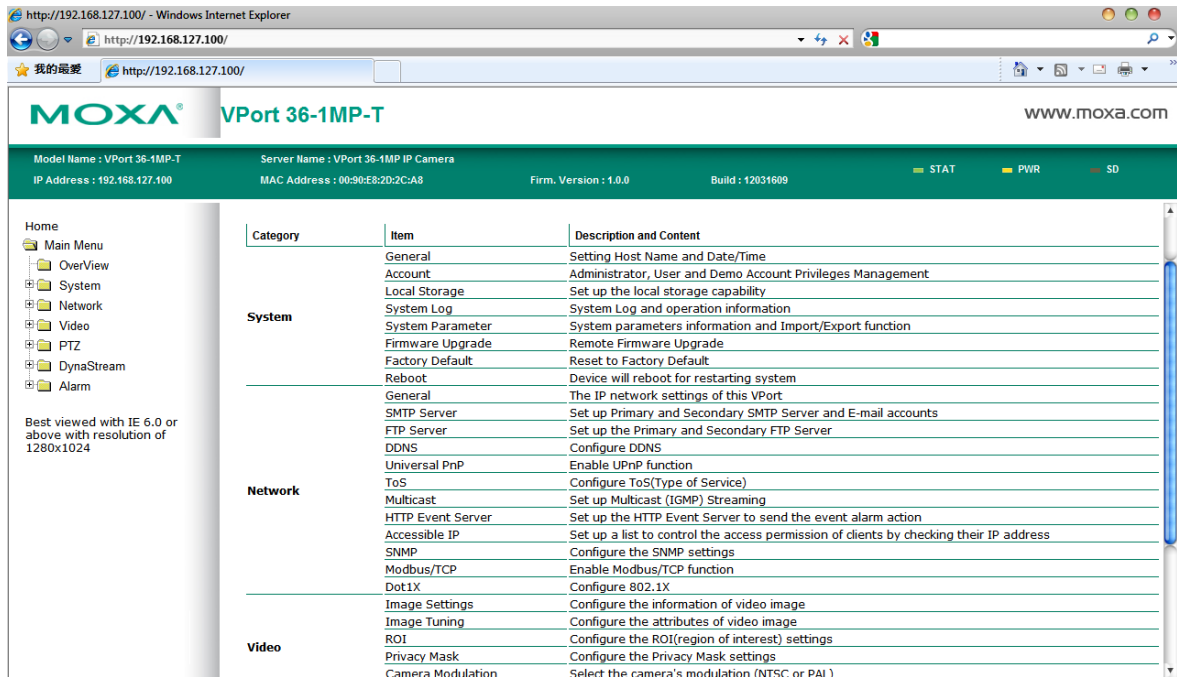 http://192.168.127.100/ - Windows Internet Explorer
http://192.168.127.100/
我的最愛 http://192.168.127.100/
MOXA® VPort 36-1MP-T www.moxa.com
Model Name : VPort 36-1MP-T Server Name : VPort 36-1MP IP Camera STAT PWR SD
IP Address : 192.168.127.100 MAC Address : 00:90:E8:2D:2C:A8 Firm. Version : 1.0.0 Build : 12031609
Home
Main Menu
OverView
System
Network
Video
PTZ
DynaStream
Alarm
Best viewed with IE 6.0 or
above with resolution of
1280x1024
Category Item Description and Content
System
General Setting Host Name and Date/Time
Account Administrator, User and Demo Account Privileges Management
Local Storage Set up the local storage capability
System Log System Log and operation information
System Parameter System parameters information and Import/Export function
Firmware Upgrade Remote Firmware Upgrade
Factory Default Reset to Factory Default
Reboot Device will reboot for restarting system
Network
General The IP network settings of this VPort
SMTP Server Set up Primary and Secondary SMTP Server and E-mail accounts
FTP Server Set up the Primary and Secondary FTP Server
DDNS Configure DDNS
Universal PnP Enable UPnP function
ToS Configure ToS(Type of Service)
Multicast Set up Multicast (IGMP) Streaming
HTTP Event Server Set up the HTTP Event Server to send the event alarm action
Accessible IP Set up a list to control the access permission of clients by checking their IP address
SNMP Configure the SNMP settings
Modbus/TCP Enable Modbus/TCP function
Dot1X Configure 802.1X
Video
Image Settings Configure the information of video image
Image Tuning Configure the attributes of video image
ROI Configure the ROI(region of interest) settings
Privacy Mask Configure the Privacy Mask settings
Camera Modulation Select the camera's modulation (NTSC or PAL)